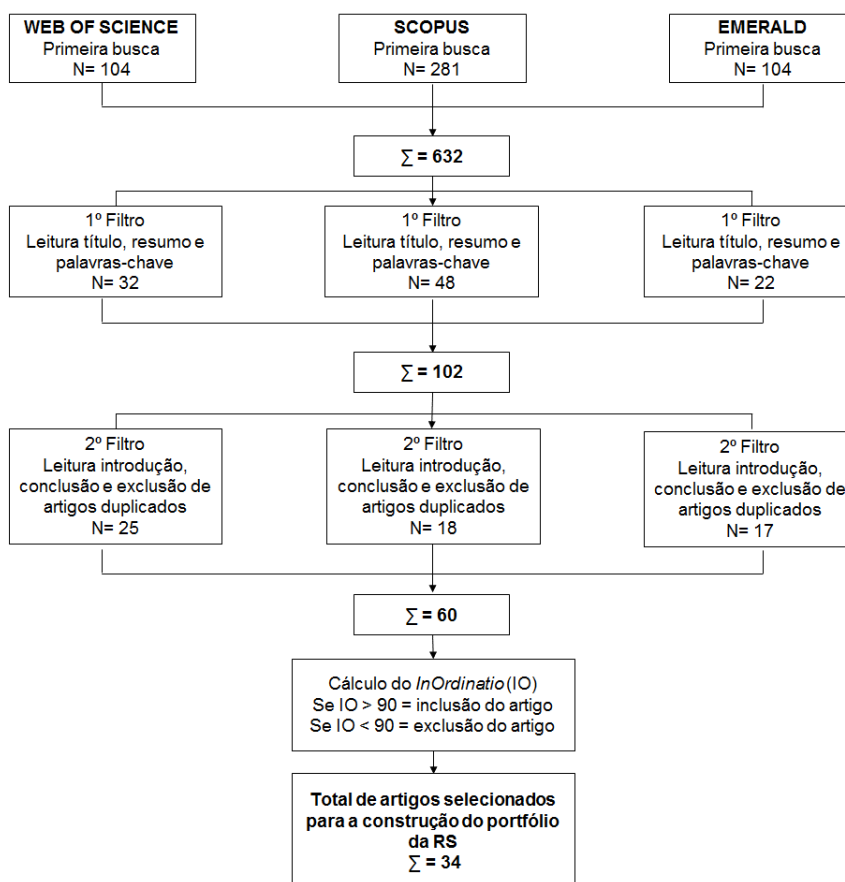 WEB OF SCIENCE
Primeira busca
N= 104
SCOPUS
Primeira busca
N= 281
EMERALD
Primeira busca
N= 104
∑ = 632
1º Filtro
Leitura título, resumo e
palavras-chave
N= 32
1º Filtro
Leitura título, resumo e
palavras-chave
N= 48
1º Filtro
Leitura título, resumo e
palavras-chave
N= 22
∑ = 102
2º Filtro
Leitura introdução,
conclusão e exclusão de
artigos duplicados
N= 25
2º Filtro
Leitura introdução,
conclusão e exclusão de
artigos duplicados
N= 18
2º Filtro
Leitura introdução,
conclusão e exclusão de
artigos duplicados
N= 17
∑ = 60
Cálculo do InOrdinatio (IO)
Se IO > 90 = inclusão do artigo
Se IO < 90 = exclusão do artigo
Total de artigos selecionados
para a construção do portfólio
da RS
∑ = 34